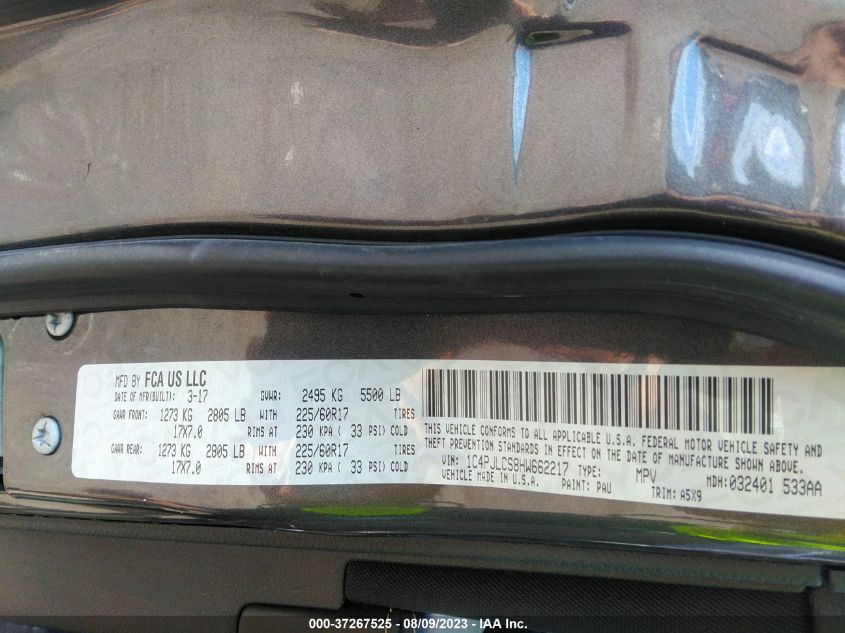 MFD BY FCA US LLC
DATE OF MFR(BUILT): 3-17 GVWR: 2495 KG 5500 LB
GAWR FRONT: 1273 KG 2805 LB WITH 225/60R17 TIRES
17X7.0 RIMS AT 230 KPA ( 33 PSI) COLD
GAWR REAR: 1273 KG 2805 LB WITH 225/60R17 TIRES
17X7.0 RIMS AT 230 KPA ( 33 PSI) COLD
THIS VEHICLE CONFORMS TO ALL APPLICABLE U.S.A. FEDERAL MOTOR VEHICLE SAFETY AND
THEFT PREVENTION STANDARDS IN EFFECT ON THE DATE OF MANUFACTURE SHOWN ABOVE.
VIN: 1C4PJLCS8HW662217 TYPE: MPV MDH: 032401 533AA
VEHICLE MADE IN U.S.A. PAINT: PAU TRIM: A5X9
000-37267525 - 08/09/2023 - IAA Inc.